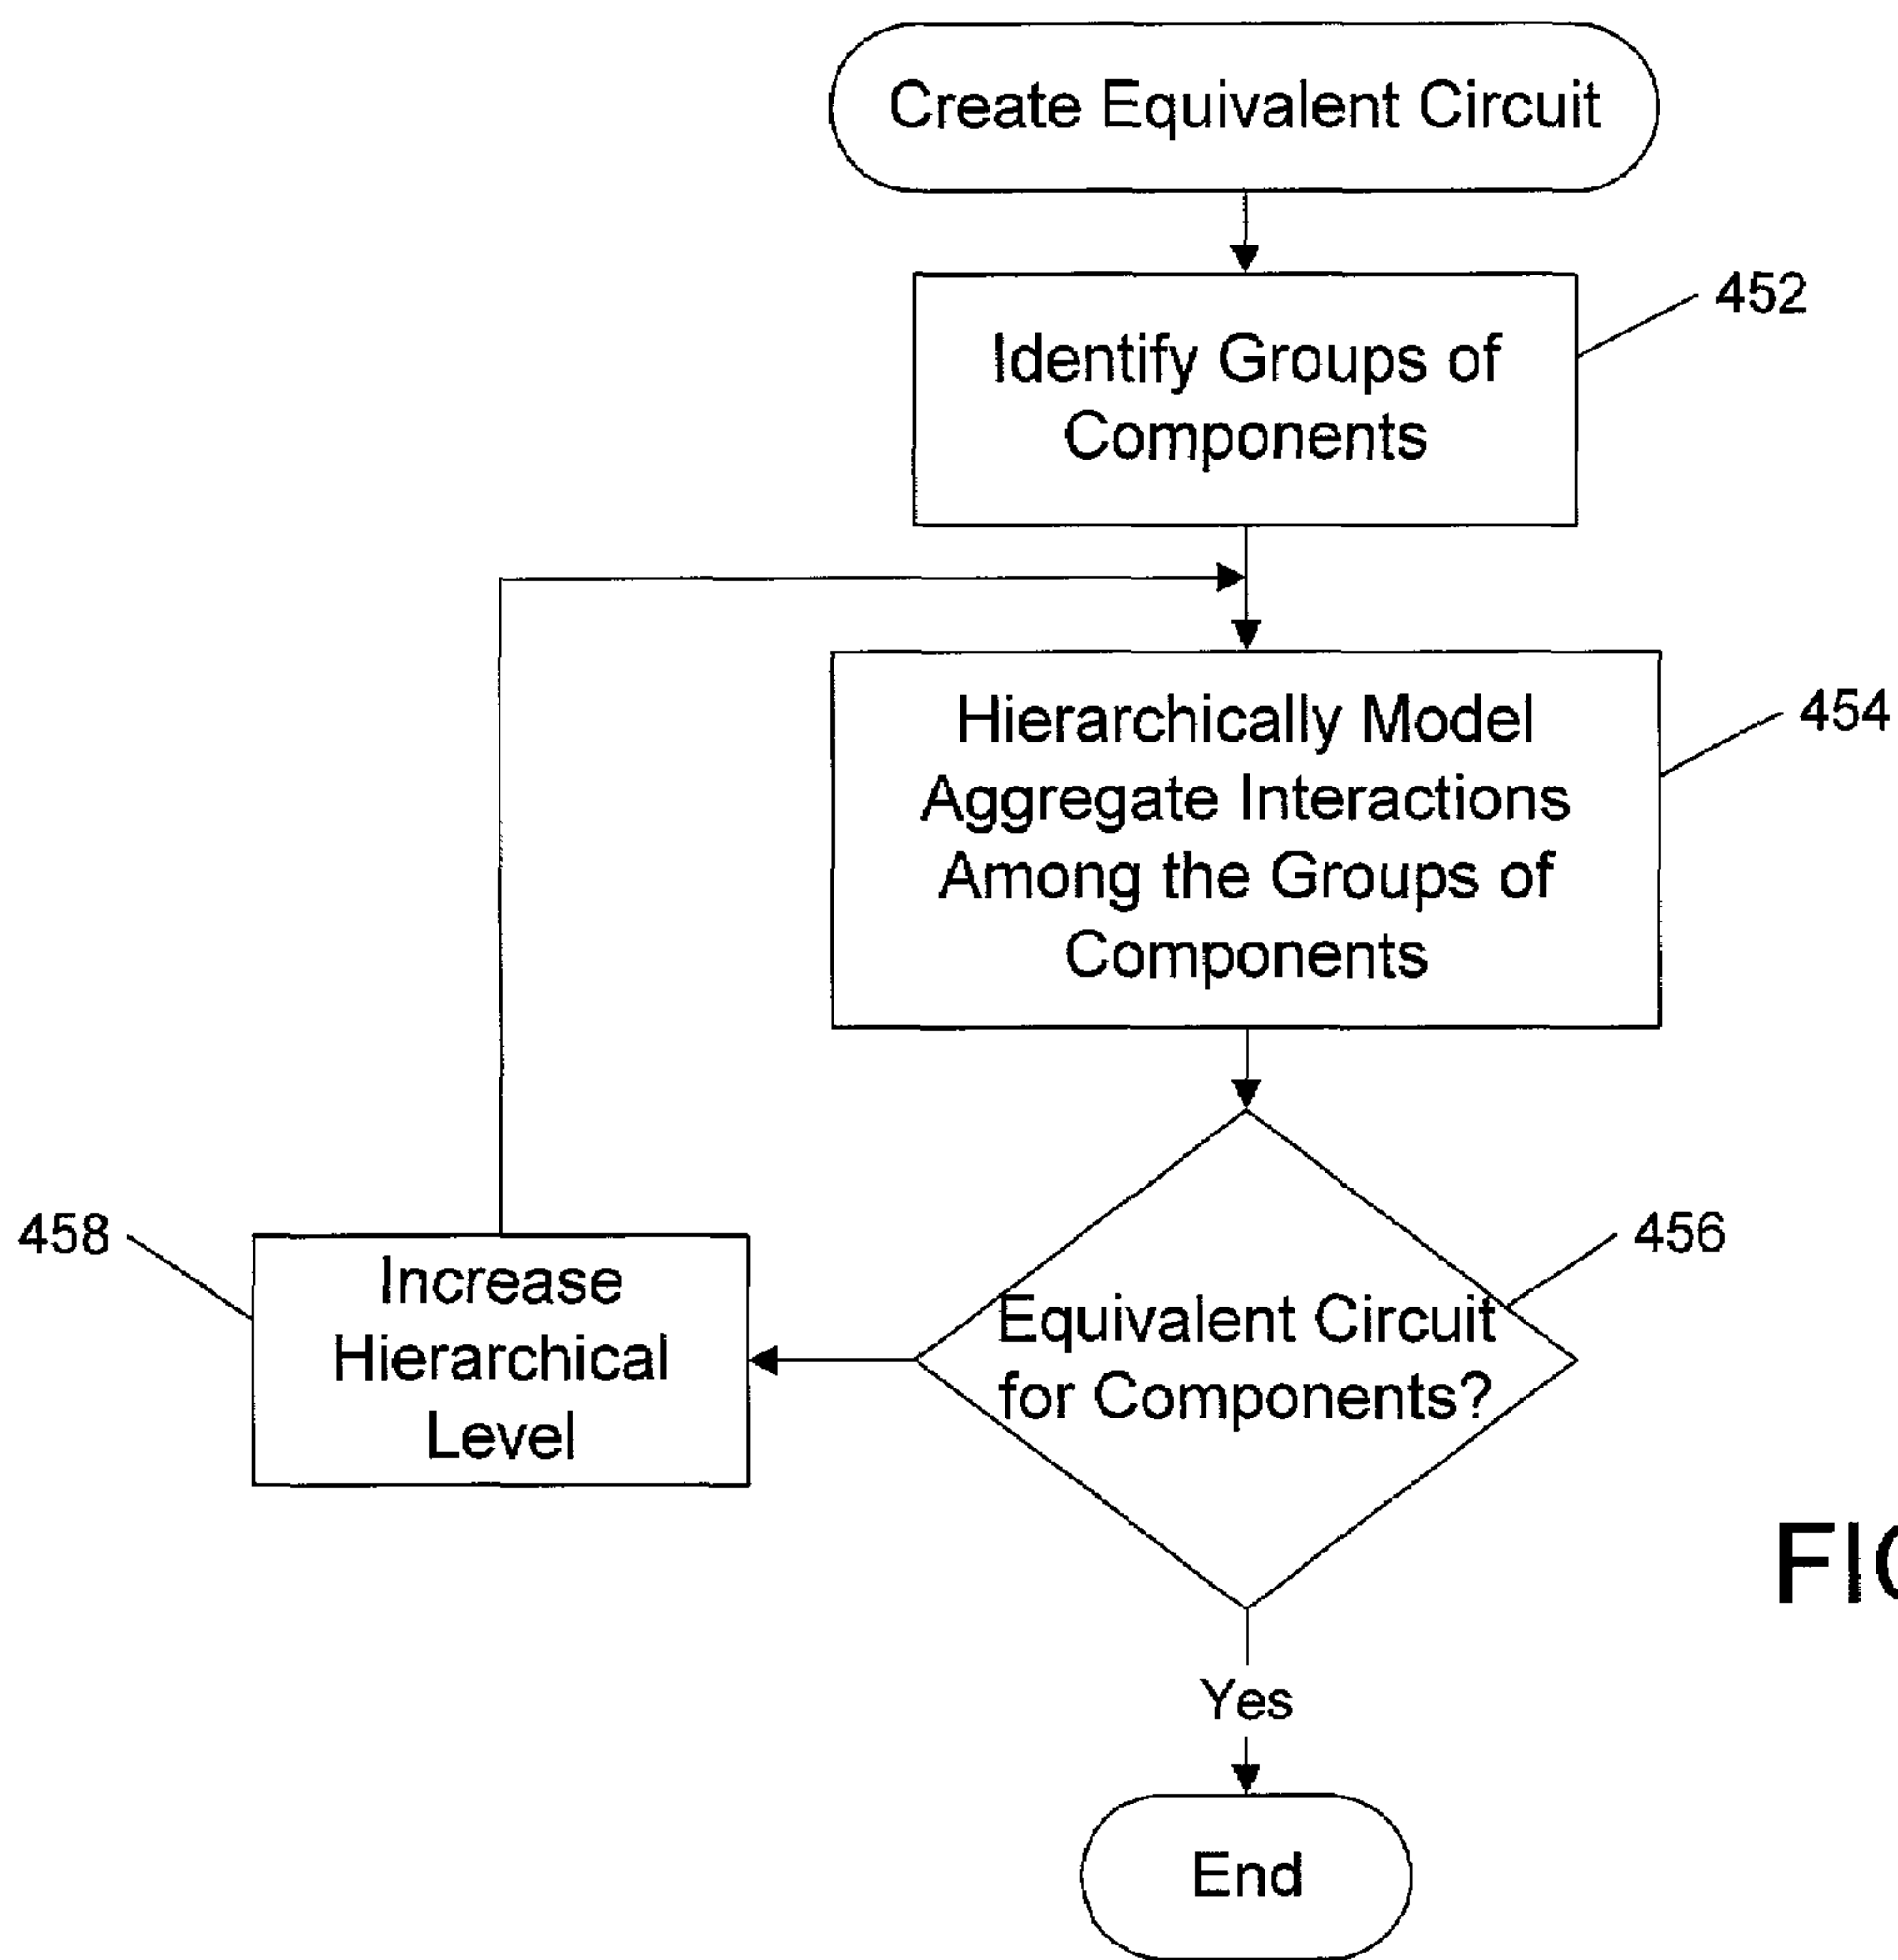 Create Equivalent Circuit
452
Identify Groups of
Components
454
Hierarchically Model
Aggregate Interactions
Among the Groups of
Components
458
Increase
Hierarchical
Level
456
Equivalent Circuit
for Components?
Yes
End